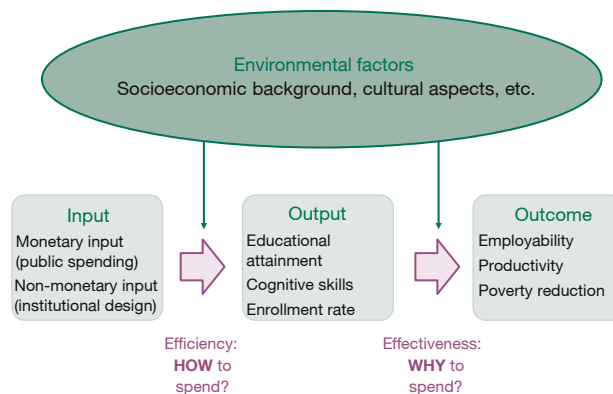 Environmental factors
Socioeconomic background, cultural aspects, etc.
Input
Monetary input
(public spending)
Non-monetary input
(institutional design)
Output
Educational
attainment
Cognitive skills
Enrollment rate
Outcome
Employability
Productivity
Poverty reduction
Efficiency:
HOW to
spend?
Effectiveness:
WHY to
spend?